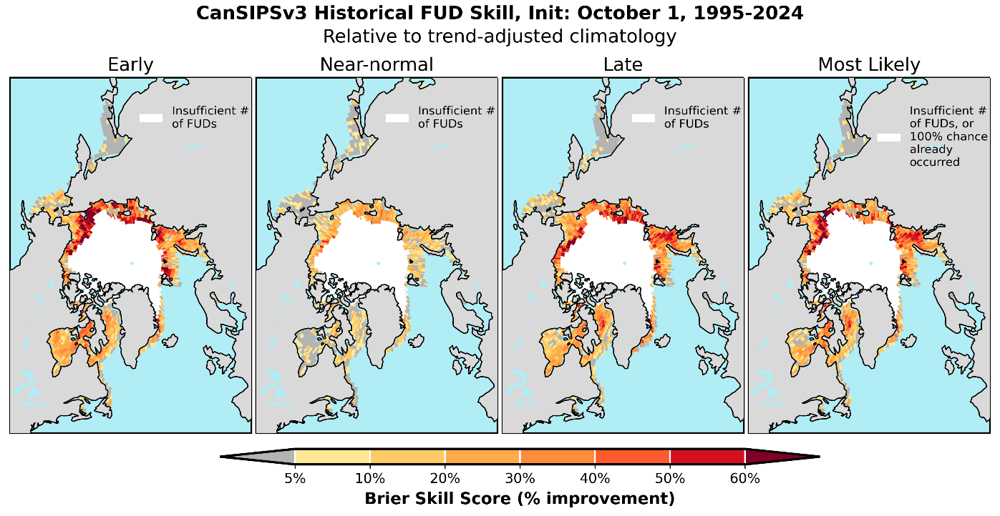 CanSIPSv3 Historical FUD Skill, Init: October 1, 1995-2024
Relative to trend-adjusted climatology
Early
Near-normal
Late
Most Likely
Insufficient #
of FUDs
Insufficient #
of FUDs
Insufficient #
of FUDs
Insufficient #
of FUDs, or
100% chance
already
occurred
5%
10%
20%
30%
40%
50%
60%
Brier Skill Score (% improvement)